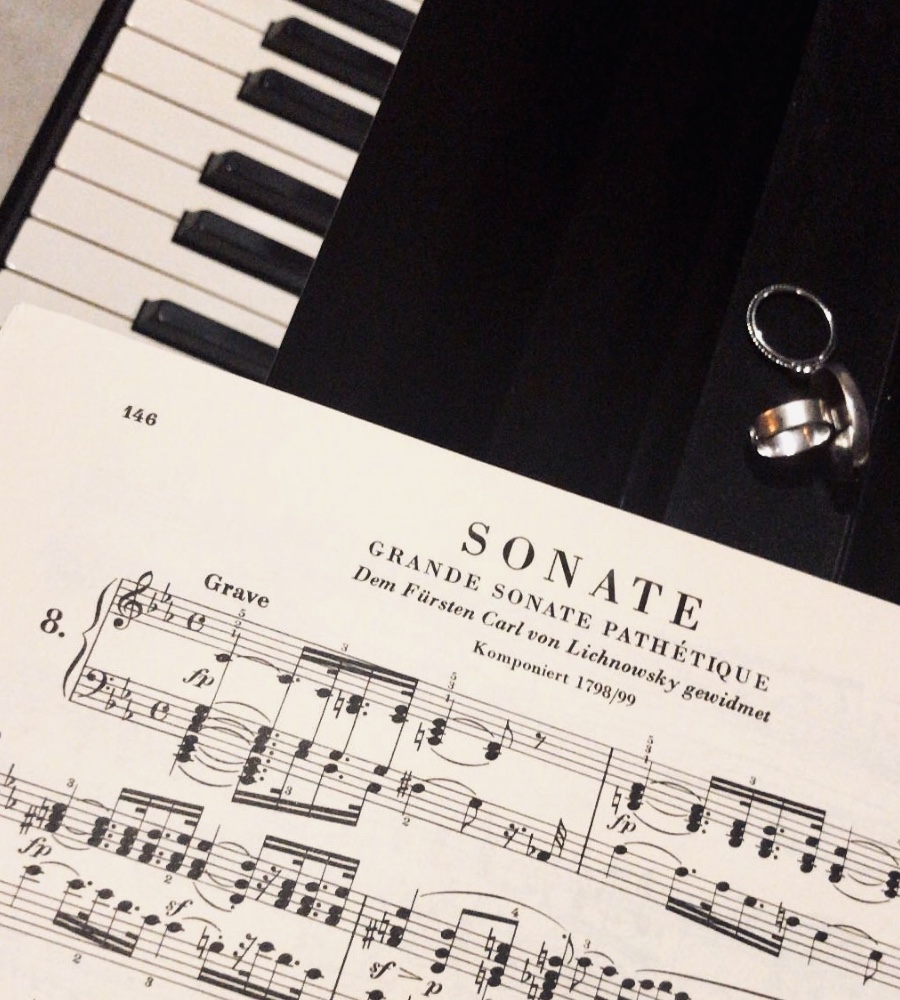 146
SONATE
GRANDE SONATE PATHÉTIQUE
Dem Fürsten Carl von Lichnowsky gewidmet
Komponiert 1798/99
8.
Grave
fp
fp
fp
sf
sf
p